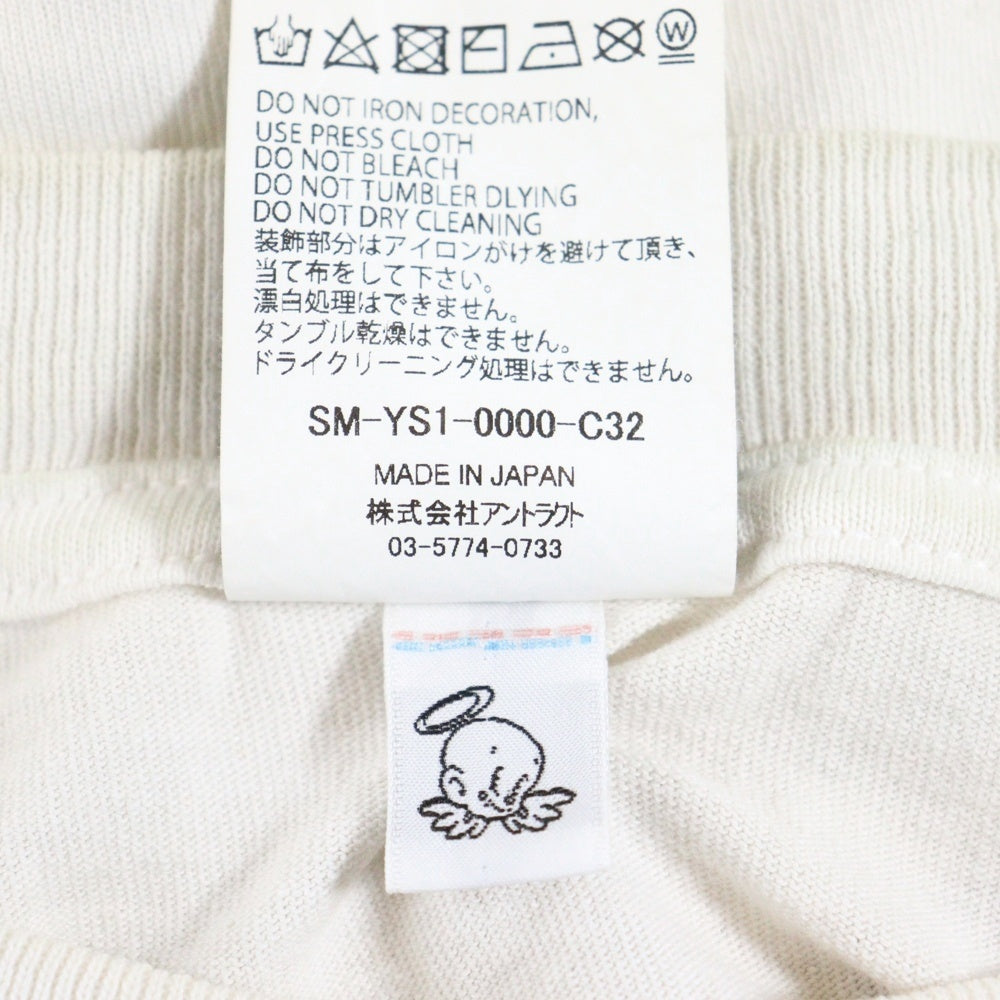 W
DO NOT IRON DECORATION,
USE PRESS CLOTH
DO NOT BLEACH
DO NOT TUMBLER DLYING
DO NOT DRY CLEANING
装飾部分はアイロンがけを避けて頂き、
当て布をして下さい。
漂白処理はできません。
タンブル乾燥はできません。
ドライクリーニング処理はできません。
SM-YS1-0000-C32
MADE IN JAPAN
株式会社アントラクト
03-5774-0733